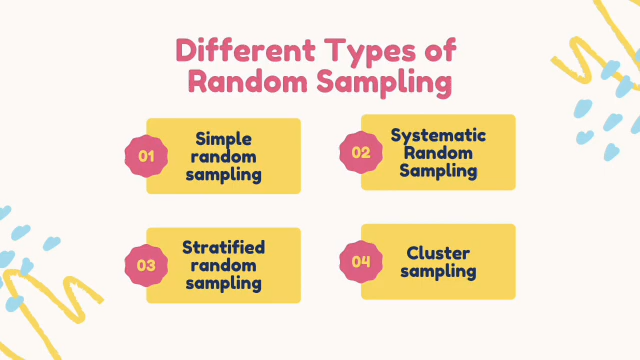 Different Types of
Random Sampling
01
Simple
random
sampling
02
Systematic
Random
Sampling
03
Stratified
random
sampling
04
Cluster
sampling